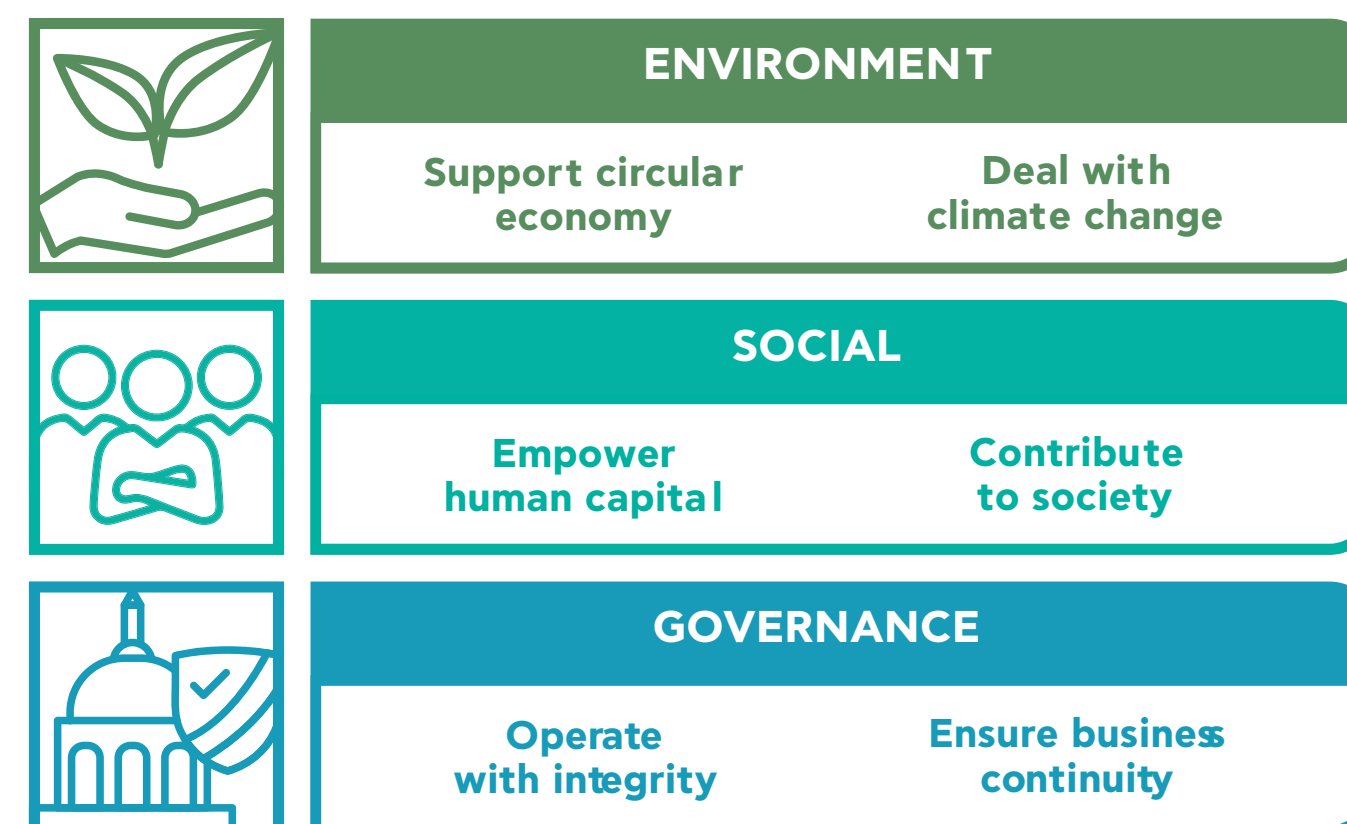 ENVIRONMENT
Support circular
economy
Deal with
climate change
SOCIAL
Empower
human capital
Contribute
to society
GOVERNANCE
Operate
with integrity
Ensure business
continuity